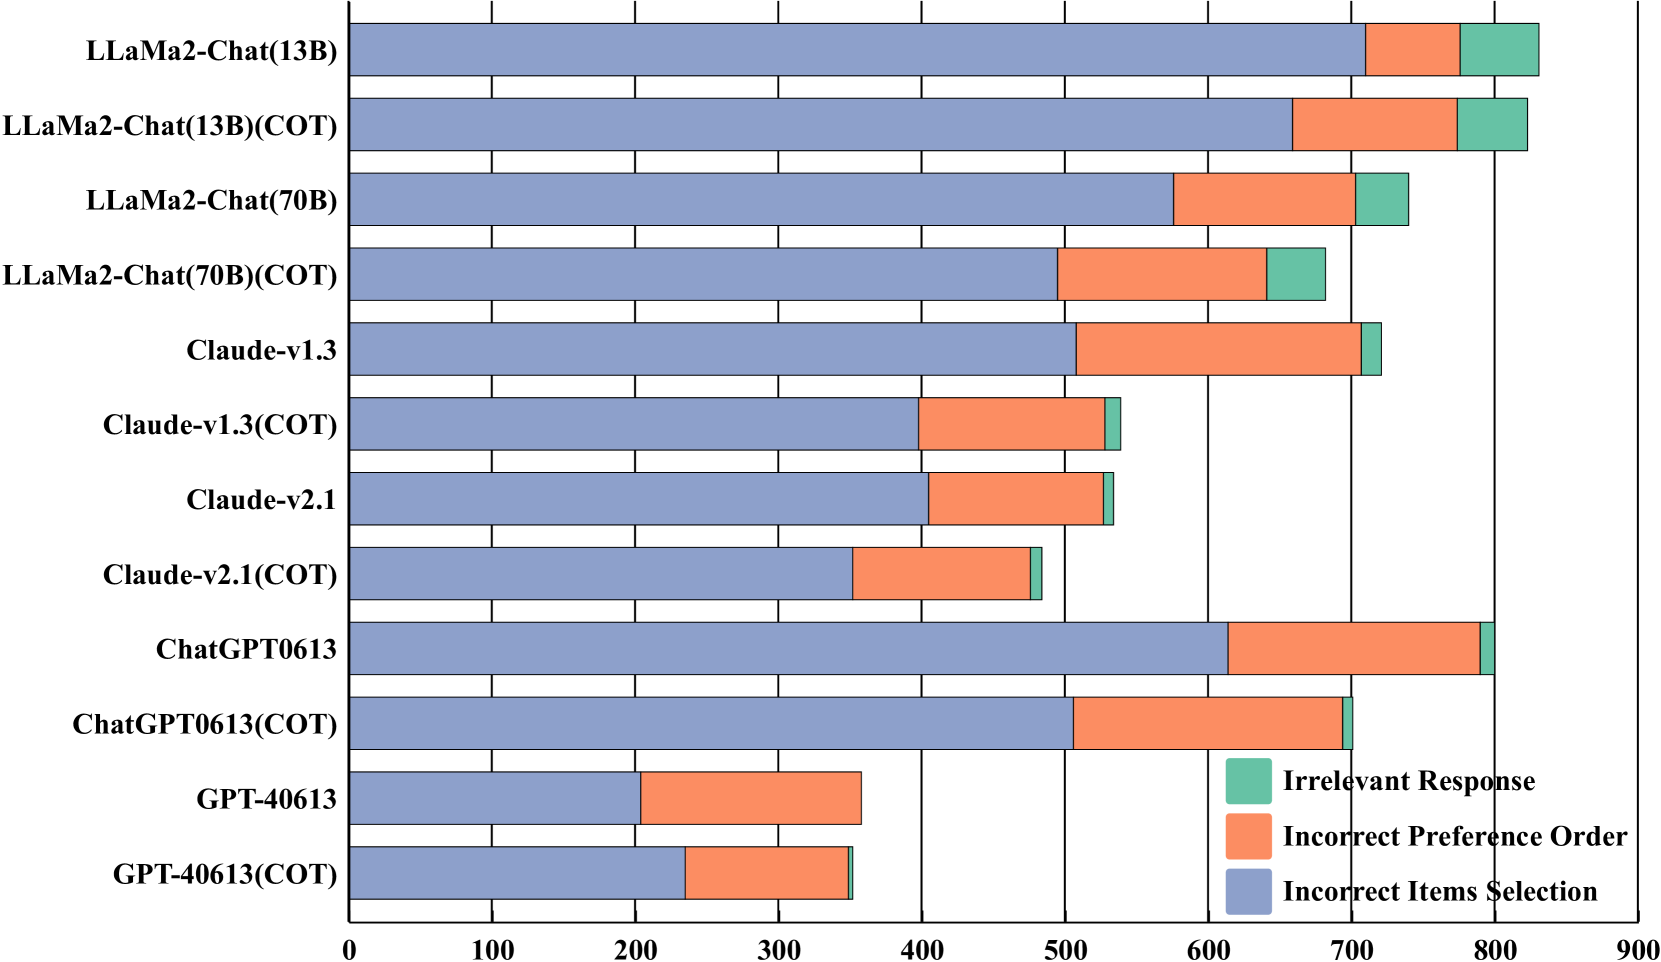 LLaMa2-Chat(13B)
LLaMa2-Chat(13B)(COT)
LLaMa2-Chat(70B)
LLaMa2-Chat(70B)(COT)
Claude-v1.3
Claude-v1.3(COT)
Claude-v2.1
Claude-v2.1(COT)
ChatGPT0613
ChatGPT0613(COT)
GPT-40613
GPT-40613(COT)
Irrelevant Response
Incorrect Preference Order
Incorrect Items Selection
0 100 200 300 400 500 600 700 800 900